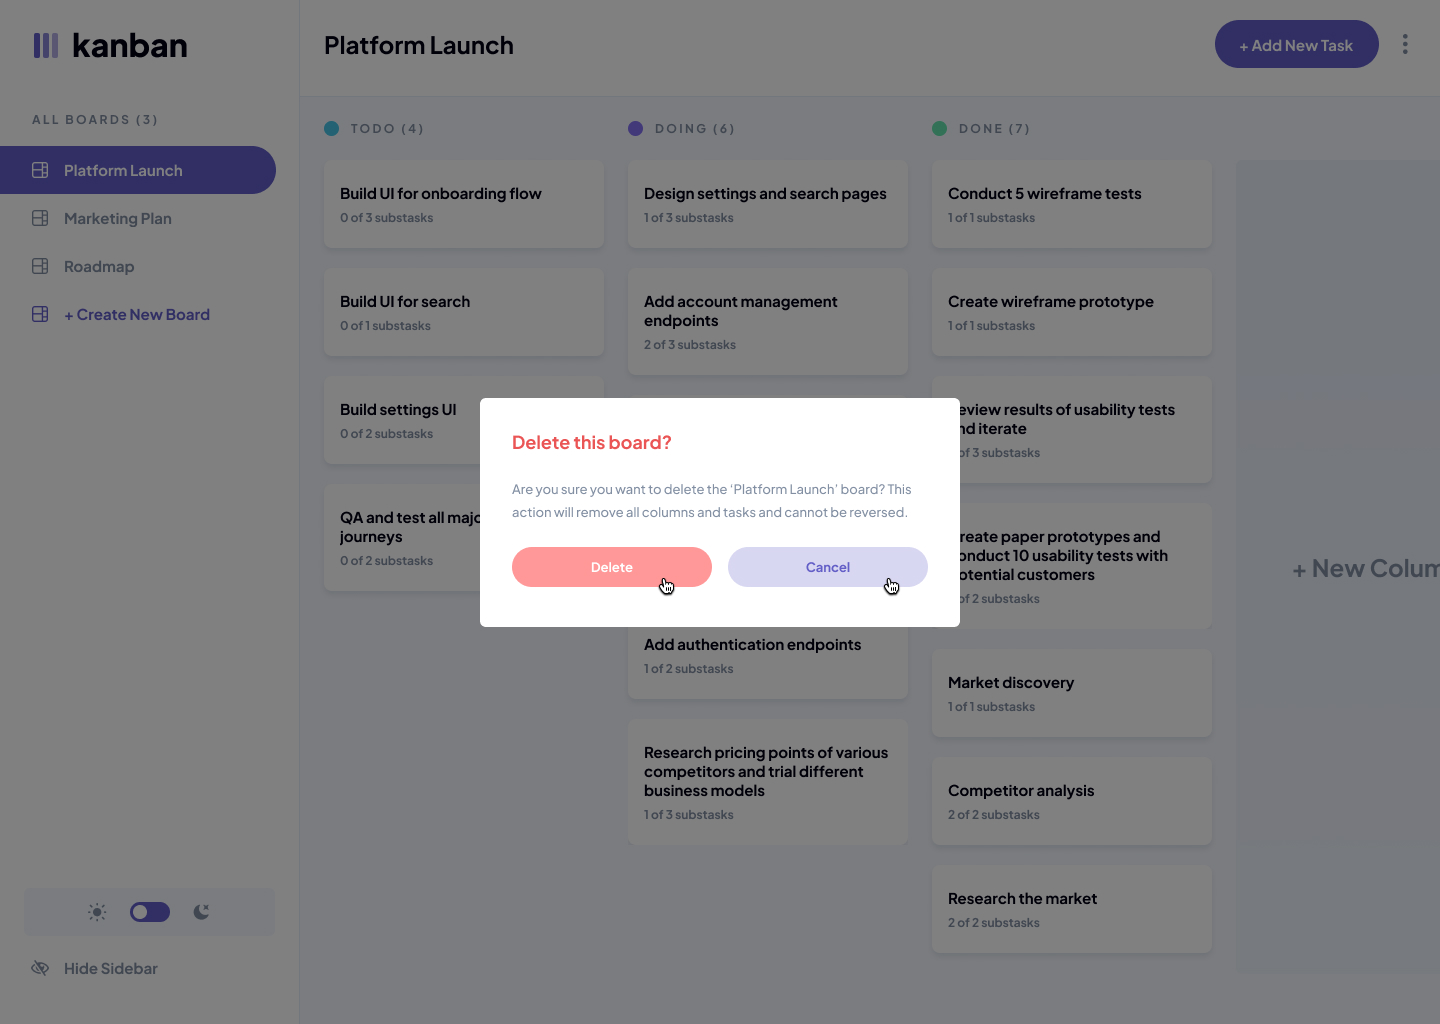 kanban
ALL BOARDS (3)
Platform Launch
Marketing Plan
Roadmap
+ Create New Board
Hide Sidebar
Platform Launch
+ Add New Task
TODO (4)
Build UI for onboarding flow
0 of 3 substasks
Build UI for search
0 of 1 substasks
Build settings UI
0 of 2 substasks
QA and test all majo
journeys
0 of 2 substasks
DOING (6)
Design settings and search pages
1 of 3 substasks
Add account management
endpoints
2 of 3 substasks
Add authentication endpoints
1 of 2 substasks
Research pricing points of various
competitors and trial different
business models
1 of 3 substasks
DONE (7)
Conduct 5 wireframe tests
1 of 1 substasks
Create wireframe prototype
1 of 1 substasks
eview results of usability tests
nd iterate
of 3 substasks
reate paper prototypes and
onduct 10 usability tests with
otential customers
of 2 substasks
Market discovery
1 of 1 substasks
Competitor analysis
2 of 2 substasks
Research the market
2 of 2 substasks
+ New Colum
Delete this board?
Are you sure you want to delete the ‘Platform Launch’ board? This
action will remove all columns and tasks and cannot be reversed.
Delete
Cancel